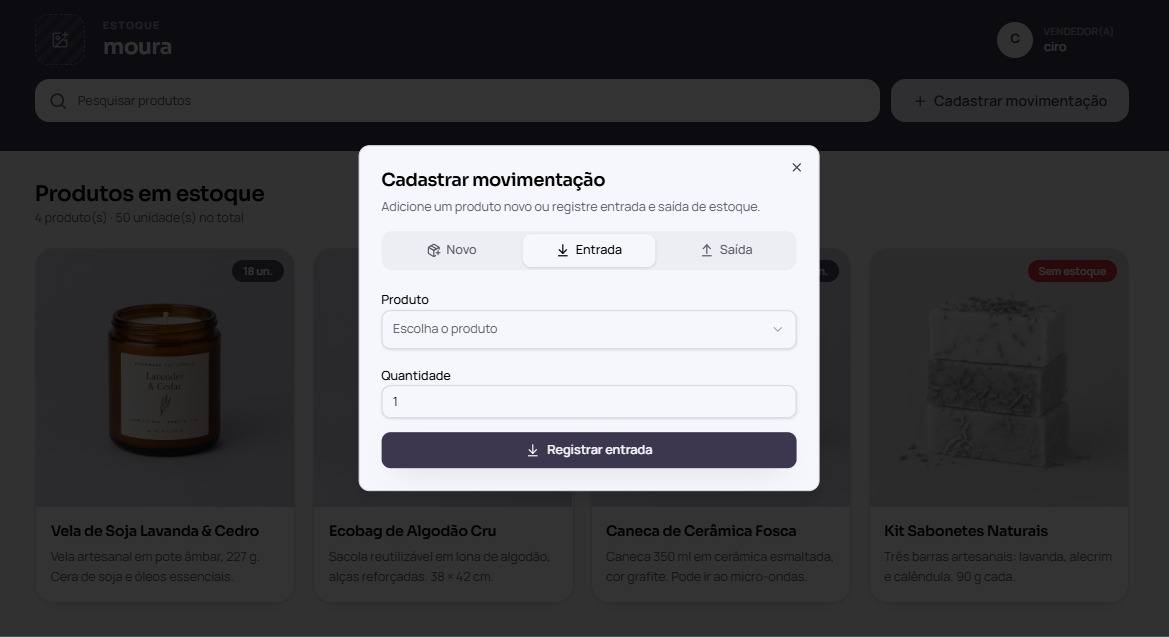 ESTOQUE
moura
C
VENDEDOR(A)
ciro
Pesquisar produtos
+ Cadastrar movimentação
Produtos em estoque
4 produto(s) · 50 unidade(s) no total
Cadastrar movimentação
Adicione um produto novo ou registre entrada e saída de estoque.
Novo
Entrada
Saída
Produto
Escolha o produto
Quantidade
1
Registrar entrada
18 un.
n.
Sem estoque
Lavender
& Cedar
Vela de Soja Lavanda & Cedro
Vela artesanal em pote âmbar, 227 g.
Cera de soja e óleos essenciais.
Ecobag de Algodão Cru
Sacola reutilizável em lona de algodão,
alças reforçadas. 38 × 42 cm.
Caneca de Cerâmica Fosca
Caneca 350 ml em cerâmica esmaltada,
cor grafite. Pode ir ao micro-ondas.
Kit Sabonetes Naturais
Três barras artesanais: lavanda, alecrim
e calêndula. 90 g cada.